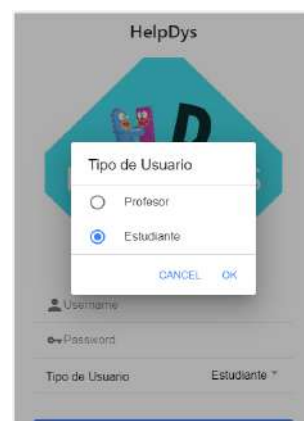 HelpDys
D
Tipo de Usuario
Profesor
Estudiante
CANCEL OK
Username
Password
Tipo de Usuario Estudiante